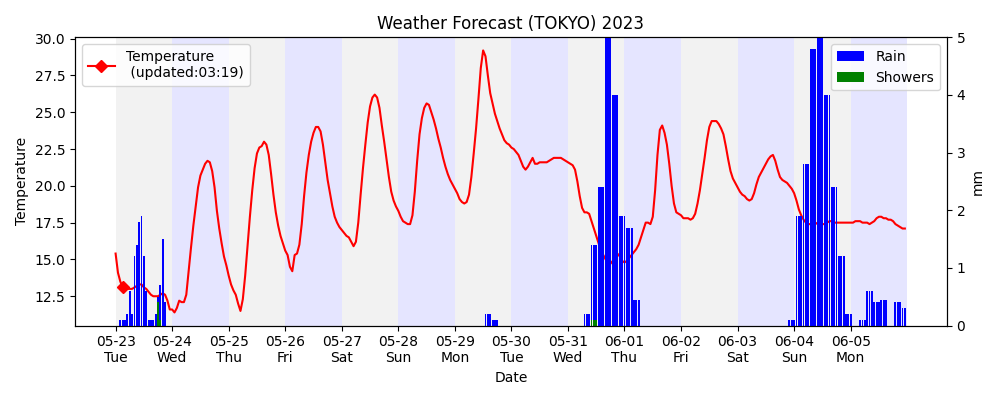 Weather Forecast (TOKYO) 2023
Temperature
(updated:03:19)
Rain
Showers
Temperature
30.0
27.5
25.0
22.5
20.0
17.5
15.0
12.5
5
4
3
2
1
0
mm
05-23 05-24 05-25 05-26 05-27 05-28 05-29 05-30 05-31 06-01 06-02 06-03 06-04 06-05
Tue Wed Thu Fri Sat Sun Mon Tue Wed Thu Fri Sat Sun Mon
Date